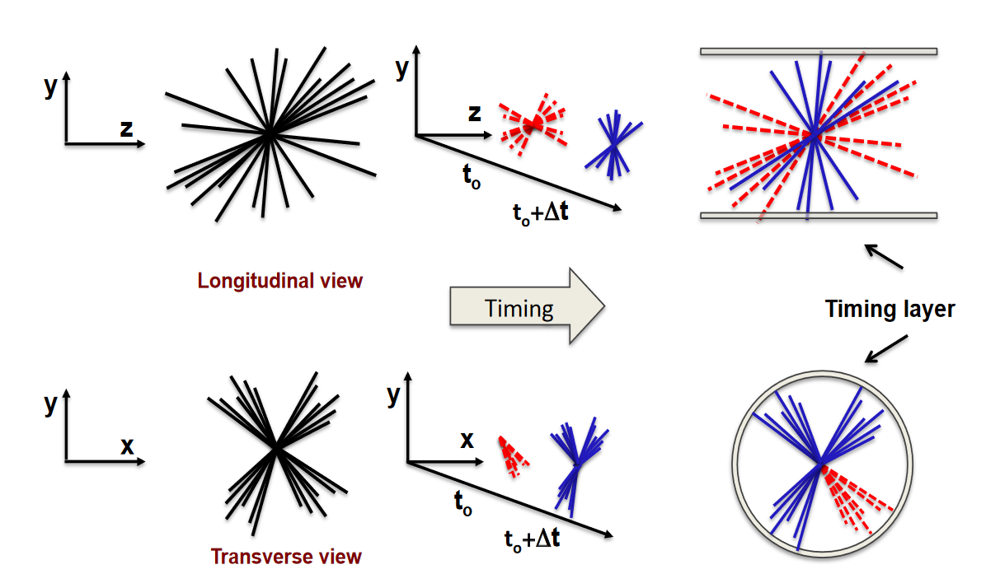 y
z
y
z
t₀
t₀+Δt
Longitudinal view
Timing
Timing layer
y
x
y
x
t₀
t₀+Δt
Transverse view